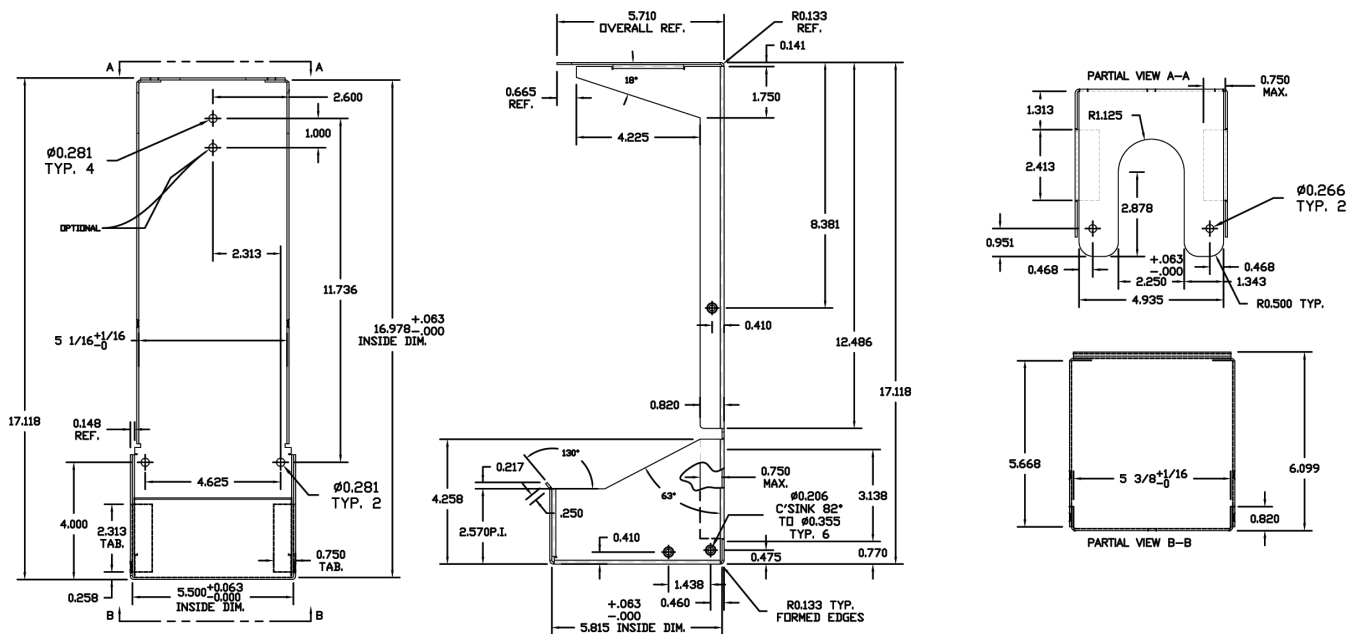 A
A
2.600
1.000
Ø0.281
TYP. 4
OPTIONAL
2.313
11.736
16.978+.063
-.000
INSIDE DIM.
5 1/16+1/16
-0
17.118
0.148
REF.
4.625
Ø0.281
TYP. 2
4.000
2.313
TAB.
0.750
TAB.
0.258
5.500+0.063
-0.000
INSIDE DIM.
B
B
5.710
OVERALL REF.
R0.133
REF.
0.141
0.665
REF.
18°
1.750
4.225
8.381
0.410
12.486
17.118
0.820
0.217
130°
4.258
63°
0.750
MAX.
3.138
.250
2.570P.I.
Ø0.206
C'SINK 82°
TO Ø0.355
TYP. 6
0.410
0.475
0.770
1.438
0.460
+.063
-.000
5.815 INSIDE DIM.
R0.133 TYP.
FORMED EDGES
PARTIAL VIEW A-A
0.750
MAX.
1.313
R1.125
2.413
Ø0.266
TYP. 2
2.878
0.951
0.468
+.063
-.000
2.250
0.468
1.343
4.935
R0.500 TYP.
5.668
5 3/8+1/16
-0
6.099
0.820
PARTIAL VIEW B-B